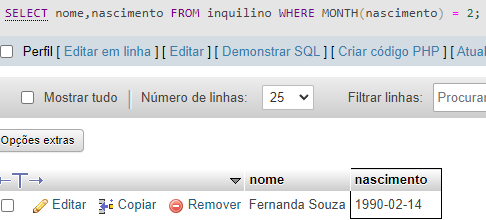 SELECT nome,nascimento FROM inquilino WHERE MONTH(nascimento) = 2;
Perfil [ Editar em linha ] [ Editar ] [ Demonstrar SQL ] [ Criar código PHP ] [ Atual
Mostrar tudo Número de linhas: 25 Filtrar linhas: Procurar
Opções extras
nome nascimento
Editar Copiar Remover Fernanda Souza 1990-02-14